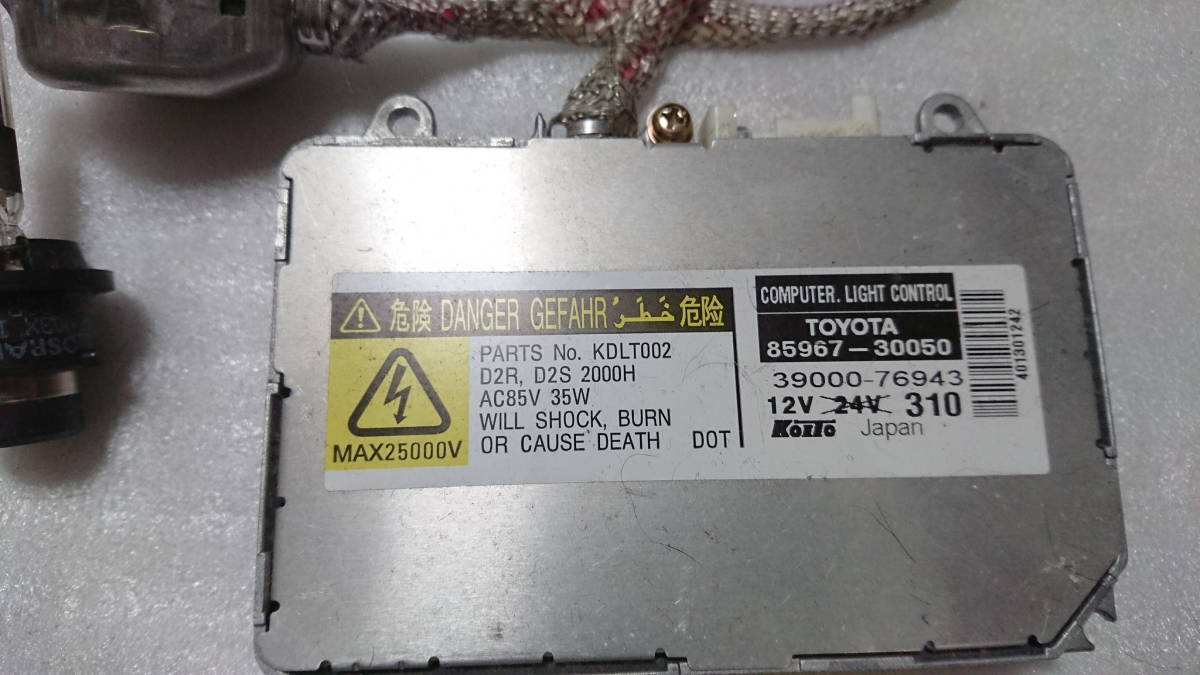 危険 DANGER GEFAHR خَطَرْ 危险
MAX25000V
PARTS No. KDLT002
D2R, D2S 2000H
AC85V 35W
WILL SHOCK, BURN
OR CAUSE DEATH DOT
COMPUTER. LIGHT CONTROL
TOYOTA
85967-30050
39000-76943
12V 24V 310
KOITO Japan
401301242